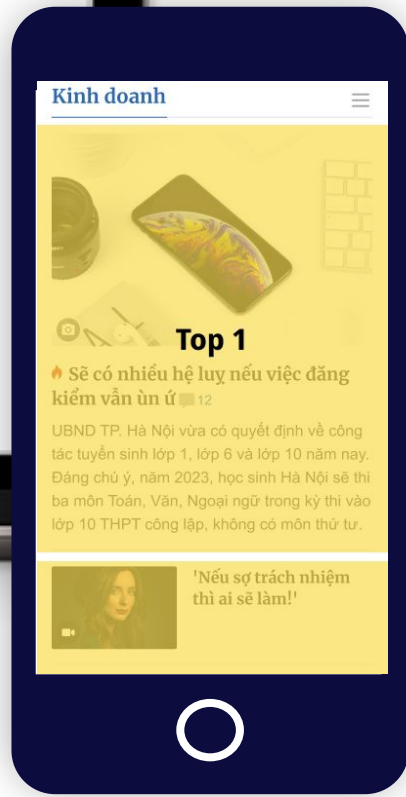 Kinh doanh
Top 1
Sẽ có nhiều hệ luỵ nếu việc đăng
kiểm vẫn ùn ứ 12
UBND TP. Hà Nội vừa có quyết định về công
tác tuyển sinh lớp 1, lớp 6 và lớp 10 năm nay.
Đáng chú ý, năm 2023, học sinh Hà Nội sẽ thi
ba môn Toán, Văn, Ngoại ngữ trong kỳ thi vào
lớp 10 THPT công lập, không có môn thứ tư.
'Nếu sợ trách nhiệm
thì ai sẽ làm!'